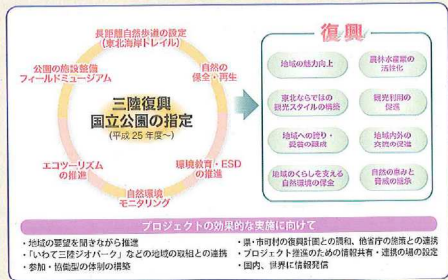 長距離自然歩道の設定
(東北海岸トレイル)
公園の施設整備
フィールドミュージアム
自然の
保全・再生
三陸復興
国立公園の指定
(平成25年度~)
エコツーリズム
の推進
環境教育・ESD
の推進
自然環境
モニタリング
復興
地域の魅力向上
農林水産業の
活性化
東北ならではの
観光スタイルの構築
観光利用の
促進
地域への誇り・
愛着の醸成
地域内外の
交流の促進
地域のくらしを支える
自然環境の保全
自然の恵みと
脅威の継承
プロジェクトの効果的な実施に向けて
・地域の要望を聞きながら推進
・「いわて三陸ジオパーク」などの地域の取組との連携
・参加・協働型の体制の構築
・県・市町村の復興計画との調和、他省庁の施策との連携
・プロジェクト推進のための情報共有・連携の場の設定
・国内、世界に情報発信